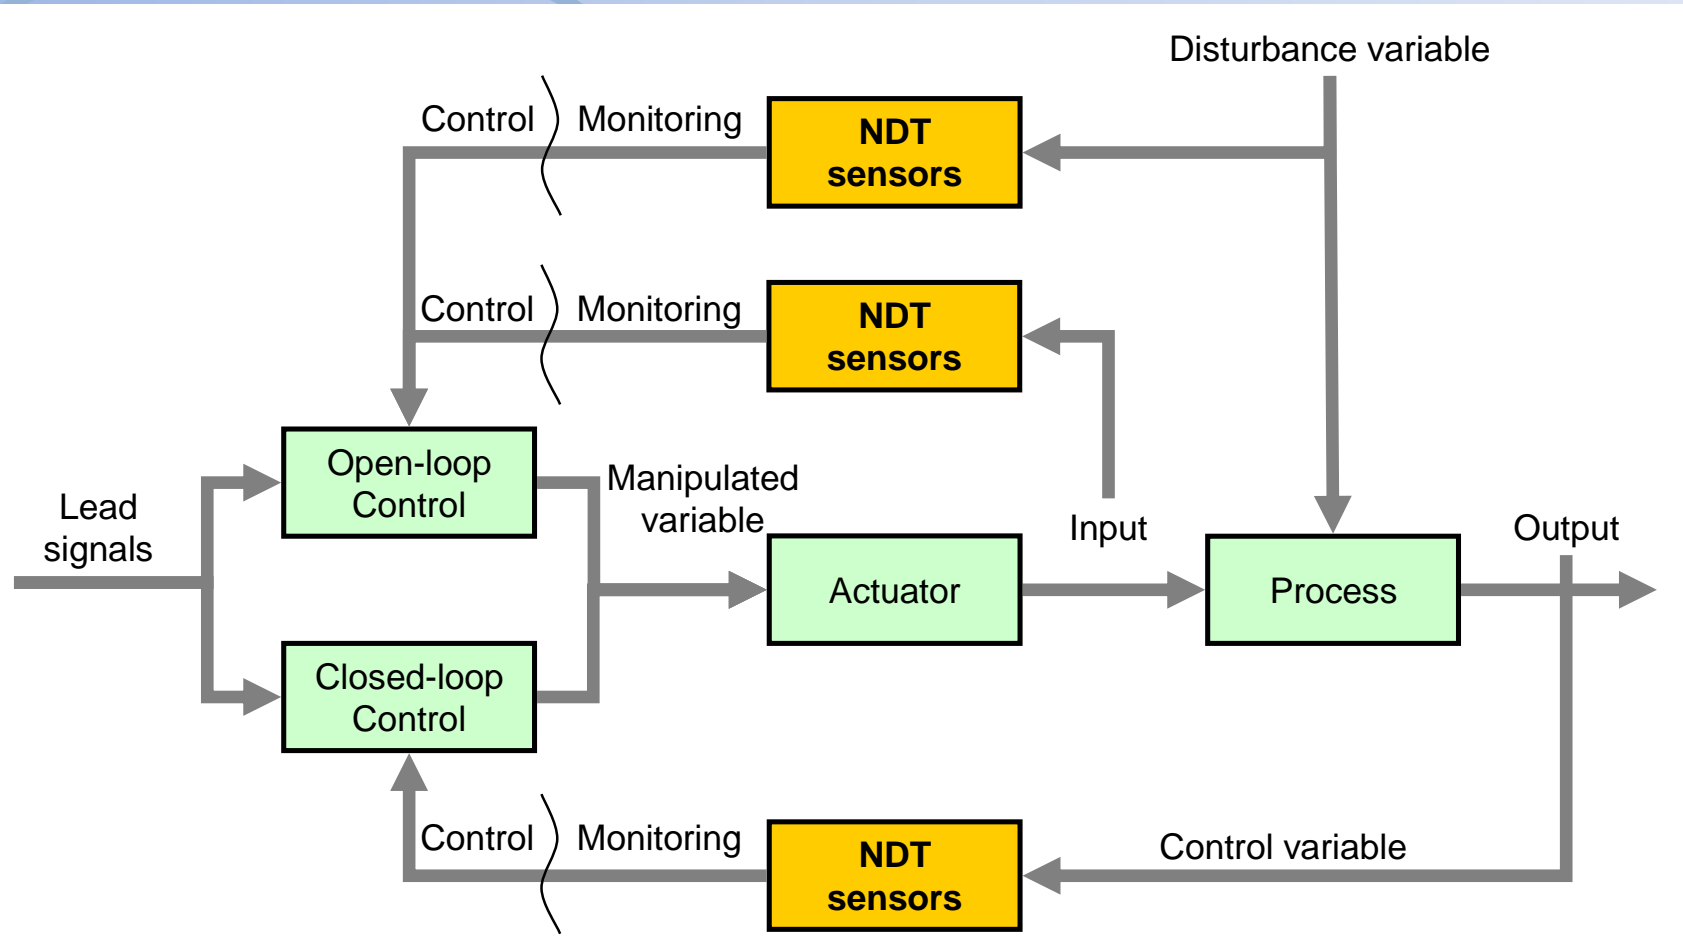 Disturbance variable
Control
Monitoring
NDT
sensors
Control
Monitoring
NDT
sensors
Open-loop
Control
Manipulated
variable
Lead
signals
Input
Output
Actuator
Process
Closed-loop
Control
Control
Monitoring
NDT
sensors
Control variable